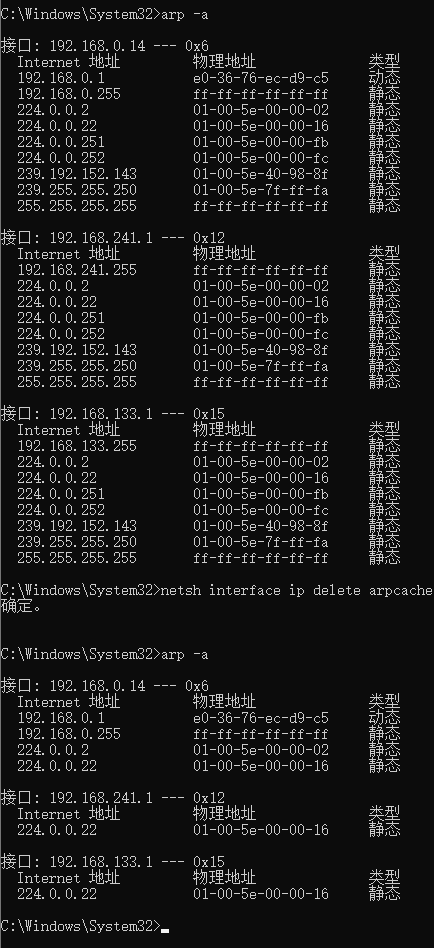 C:\Windows\System32>arp -a
接口: 192.168.0.14 --- 0x6
Internet 地址 物理地址 类型
192.168.0.1 e0-36-76-ec-d9-c5 动态
192.168.0.255 ff-ff-ff-ff-ff-ff 静态
224.0.0.2 01-00-5e-00-00-02 静态
224.0.0.22 01-00-5e-00-00-16 静态
224.0.0.251 01-00-5e-00-00-fb 静态
224.0.0.252 01-00-5e-00-00-fc 静态
239.192.152.143 01-00-5e-40-98-8f 静态
239.255.255.250 01-00-5e-7f-ff-fa 静态
255.255.255.255 ff-ff-ff-ff-ff-ff 静态
接口: 192.168.241.1 --- 0x12
Internet 地址 物理地址 类型
192.168.241.255 ff-ff-ff-ff-ff-ff 静态
224.0.0.2 01-00-5e-00-00-02 静态
224.0.0.22 01-00-5e-00-00-16 静态
224.0.0.251 01-00-5e-00-00-fb 静态
224.0.0.252 01-00-5e-00-00-fc 静态
239.192.152.143 01-00-5e-40-98-8f 静态
239.255.255.250 01-00-5e-7f-ff-fa 静态
255.255.255.255 ff-ff-ff-ff-ff-ff 静态
接口: 192.168.133.1 --- 0x15
Internet 地址 物理地址 类型
192.168.133.255 ff-ff-ff-ff-ff-ff 静态
224.0.0.2 01-00-5e-00-00-02 静态
224.0.0.22 01-00-5e-00-00-16 静态
224.0.0.251 01-00-5e-00-00-fb 静态
224.0.0.252 01-00-5e-00-00-fc 静态
239.192.152.143 01-00-5e-40-98-8f 静态
239.255.255.250 01-00-5e-7f-ff-fa 静态
255.255.255.255 ff-ff-ff-ff-ff-ff 静态
C:\Windows\System32>netsh interface ip delete arpcache
确定。
C:\Windows\System32>arp -a
接口: 192.168.0.14 --- 0x6
Internet 地址 物理地址 类型
192.168.0.1 e0-36-76-ec-d9-c5 动态
192.168.0.255 ff-ff-ff-ff-ff-ff 静态
224.0.0.2 01-00-5e-00-00-02 静态
224.0.0.22 01-00-5e-00-00-16 静态
接口: 192.168.241.1 --- 0x12
Internet 地址 物理地址 类型
224.0.0.22 01-00-5e-00-00-16 静态
接口: 192.168.133.1 --- 0x15
Internet 地址 物理地址 类型
224.0.0.22 01-00-5e-00-00-16 静态
C:\Windows\System32>